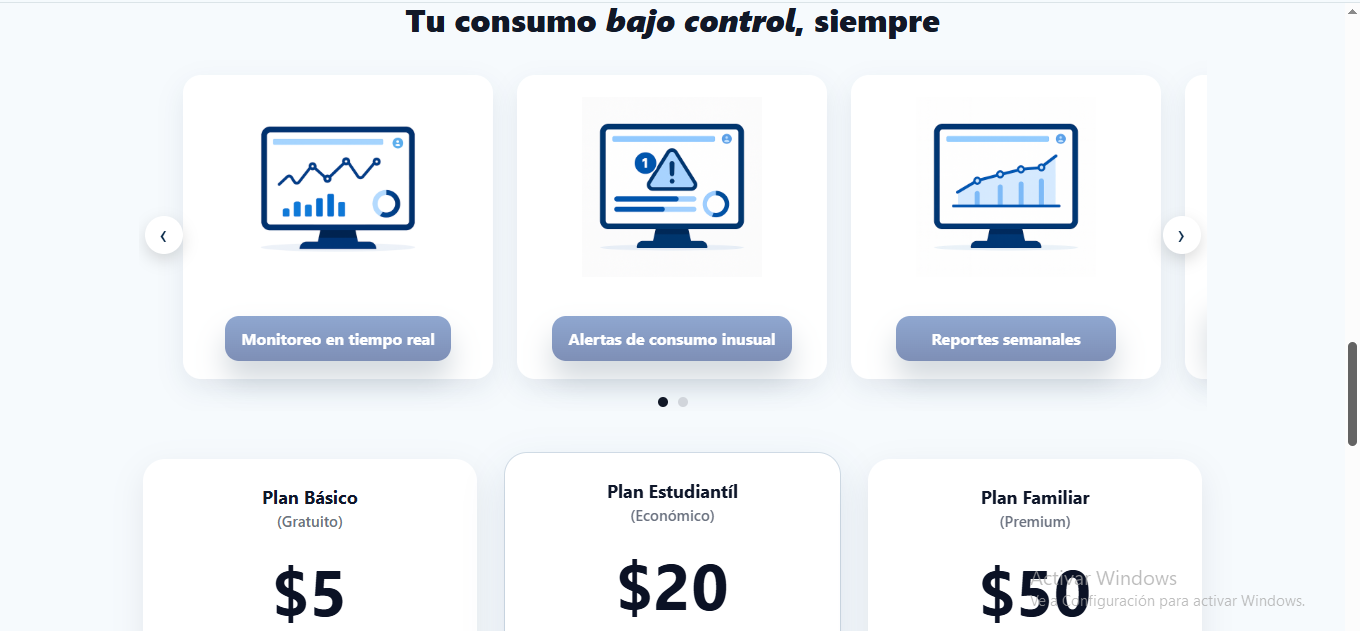 Tu consumo bajo control, siempre
1
‹
›
Monitoreo en tiempo real
Alertas de consumo inusual
Reportes semanales
Plan Básico
(Gratuito)
$5
Plan Estudiantíl
(Económico)
$20
Plan Familiar
(Premium)
$50
Activar Windows
Ve a Configuración para activar Windows.